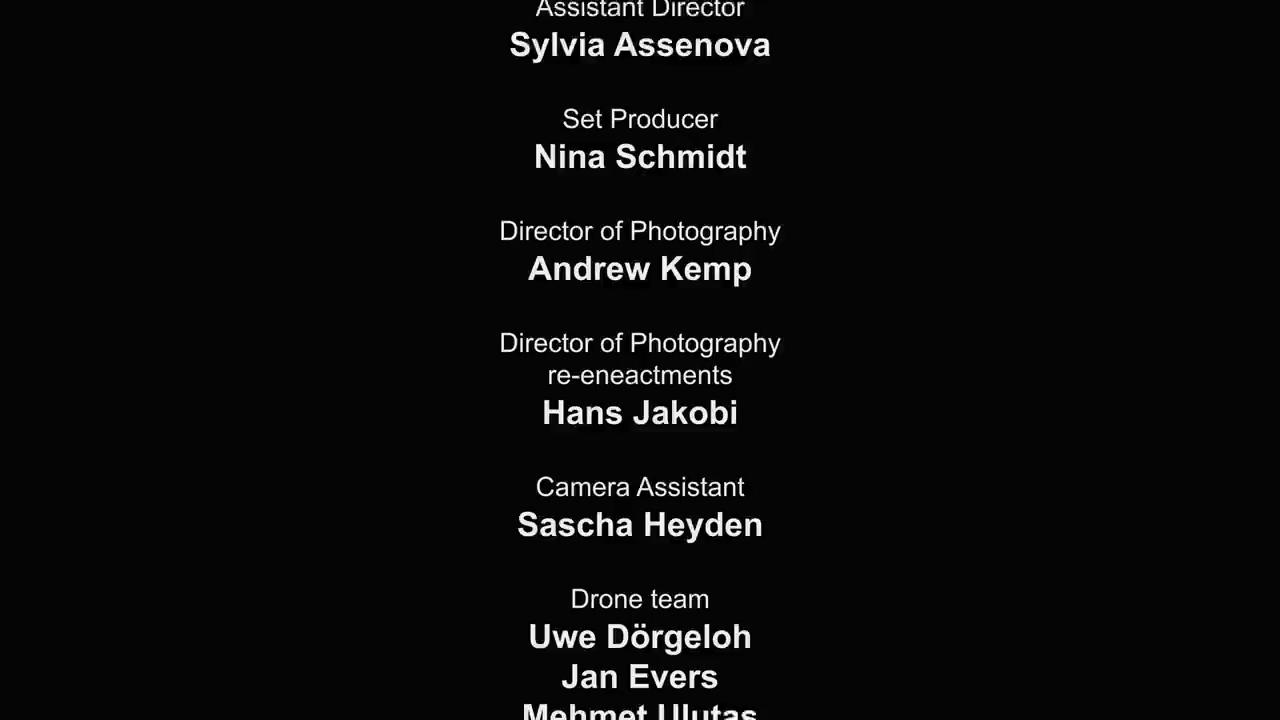 Assistant Director
Sylvia Assenova
Set Producer
Nina Schmidt
Director of Photography
Andrew Kemp
Director of Photography
re-eneactments
Hans Jakobi
Camera Assistant
Sascha Heyden
Drone team
Uwe Dörgeloh
Jan Evers
Mehmet Ulutas